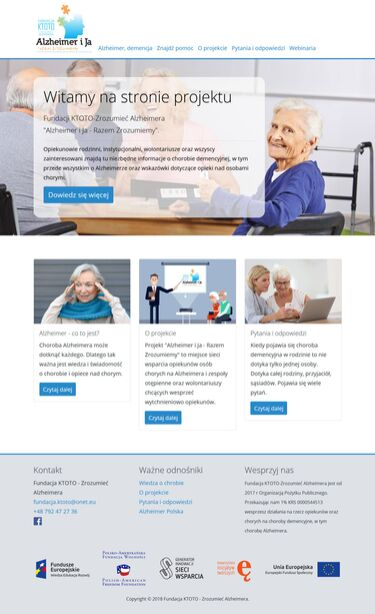 FUNDACJA
KTOTO
Alzheimer i Ja
Alzheimer, demencja Znajdź pomoc O projekcie Pytania i odpowiedzi Webinaria
Witamy na stronie projektu
Fundacji KTOTO-Zrozumieć Alzheimera
"Alzheimer i Ja - Razem Zrozumiemy"
Opiekunowie rodzinni, instytucjonalni, wolontariusze oraz wszyscy
zainteresowani znajdą tu niezbędne informacje o chorobie demencyjnej, w tym
przede wszystkim o Alzheimerze oraz wskazówki dotyczące opieki nad osobami
chorymi.
Dowiedz się więcej
Alzheimer - co to jest?
Choroba Alzheimera może
dotknąć każdego. Dlatego tak
ważna jest wiedza i świadomość
o chorobie i opiece nad chorym.
Czytaj dalej
Alzheimer i Ja
O projekcie
Projekt "Alzheimer i Ja - Razem
Zrozumiemy" to miejsce sieci
wsparcia opiekunów osób
chorych na Alzheimera i zespoły
otępienne oraz wolontariuszy
chcących wesprzeć
wytchnieniowo opiekunów.
Czytaj dalej
Pytania i odpowiedzi
Kiedy pojawia się choroba
demencyjna w rodzinie to nie
dotyka tylko jednej osoby.
Dotyka całej rodziny, przyjaciół,
sąsiadów. Pojawia się wiele
pytań.
Czytaj dalej
Kontakt
Fundacja KTOTO - Zrozumieć
Alzheimera
fundacja.ktoto@onet.eu
+48 792 47 27 36
Ważne odnośniki
Wiedza o chorobie
O projekcie
Pytania i odpowiedzi
Alzheimer Polska
Wesprzyj nas
Fundacja KTOTO-Zrozumieć Alzheimera jest od
2017 r Organizacją Pożytku Publicznego.
Przekazując nam 1% KRS 0000544513
wesprzesz działania na rzecz opiekunów oraz
chorych na choroby demencyjne, w tym
chorobę Alzheimera.
Fundusze
Europejskie
Wiedza Edukacja Rozwój
POLSKO-AMERYKAŃSKA
FUNDACJA WOLNOŚCI
POLISH-AMERICAN
FREEDOM FOUNDATION
GENERATOR
INNOWACJI
SIECI
WSPARCIA
towarzystwo
inicjatyw
twórczych
Unia Europejska
Europejski Fundusz Społeczny
Copyright © 2018 Fundacja KTOTO - Zrozumieć Alzheimera.